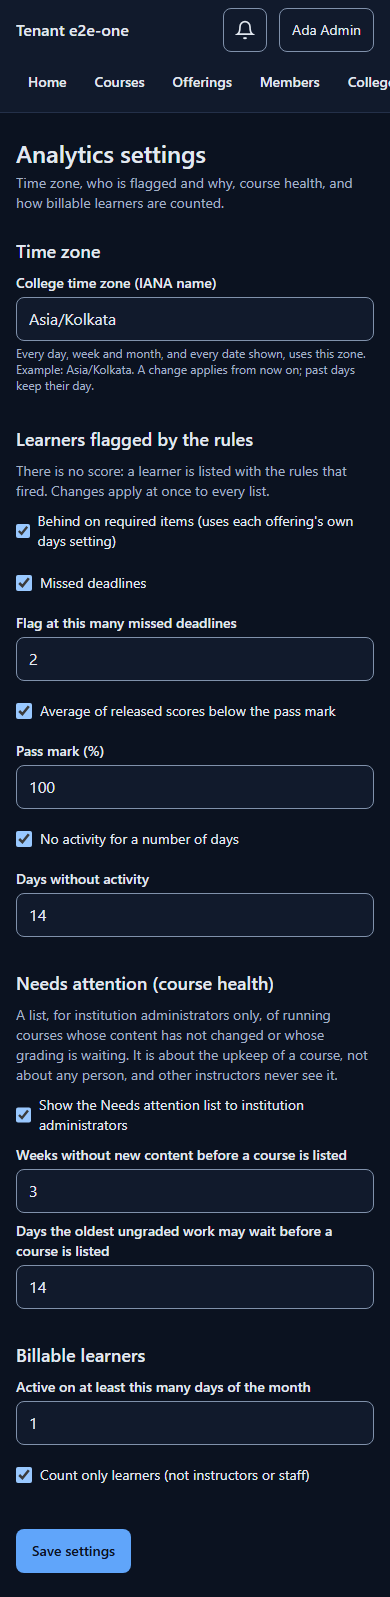 Tenant e2e-one
Ada Admin
Home Courses Offerings Members College
Analytics settings
Time zone, who is flagged and why, course health, and
how billable learners are counted.
Time zone
College time zone (IANA name)
Asia/Kolkata
Every day, week and month, and every date shown, uses this zone.
Example: Asia/Kolkata. A change applies from now on; past days
keep their day.
Learners flagged by the rules
There is no score: a learner is listed with the rules that
fired. Changes apply at once to every list.
Behind on required items (uses each offering's own
days setting)
Missed deadlines
Flag at this many missed deadlines
2
Average of released scores below the pass mark
Pass mark (%)
100
No activity for a number of days
Days without activity
14
Needs attention (course health)
A list, for institution administrators only, of running
courses whose content has not changed or whose
grading is waiting. It is about the upkeep of a course, not
about any person, and other instructors never see it.
Show the Needs attention list to institution
administrators
Weeks without new content before a course is listed
3
Days the oldest ungraded work may wait before a
course is listed
14
Billable learners
Active on at least this many days of the month
1
Count only learners (not instructors or staff)
Save settings